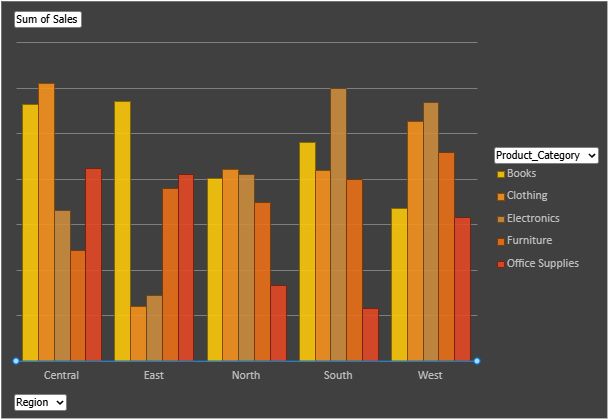 Sum of Sales
Product_Category
Books
Clothing
Electronics
Furniture
Office Supplies
Central
East
North
South
West
Region